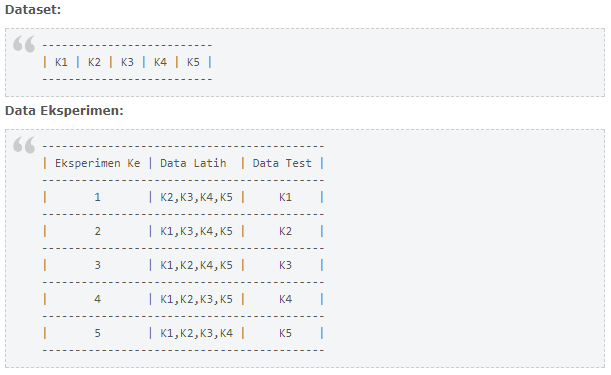 Dataset:
--------------------------
| K1 | K2 | K3 | K4 | K5 |
--------------------------
Data Eksperimen:
-------------------------------------------
| Eksperimen Ke | Data Latih  | Data Test |
-------------------------------------------
|       1       | K2,K3,K4,K5 |     K1    |
-------------------------------------------
|       2       | K1,K3,K4,K5 |     K2    |
-------------------------------------------
|       3       | K1,K2,K4,K5 |     K3    |
-------------------------------------------
|       4       | K1,K2,K3,K5 |     K4    |
-------------------------------------------
|       5       | K1,K2,K3,K4 |     K5    |
-------------------------------------------